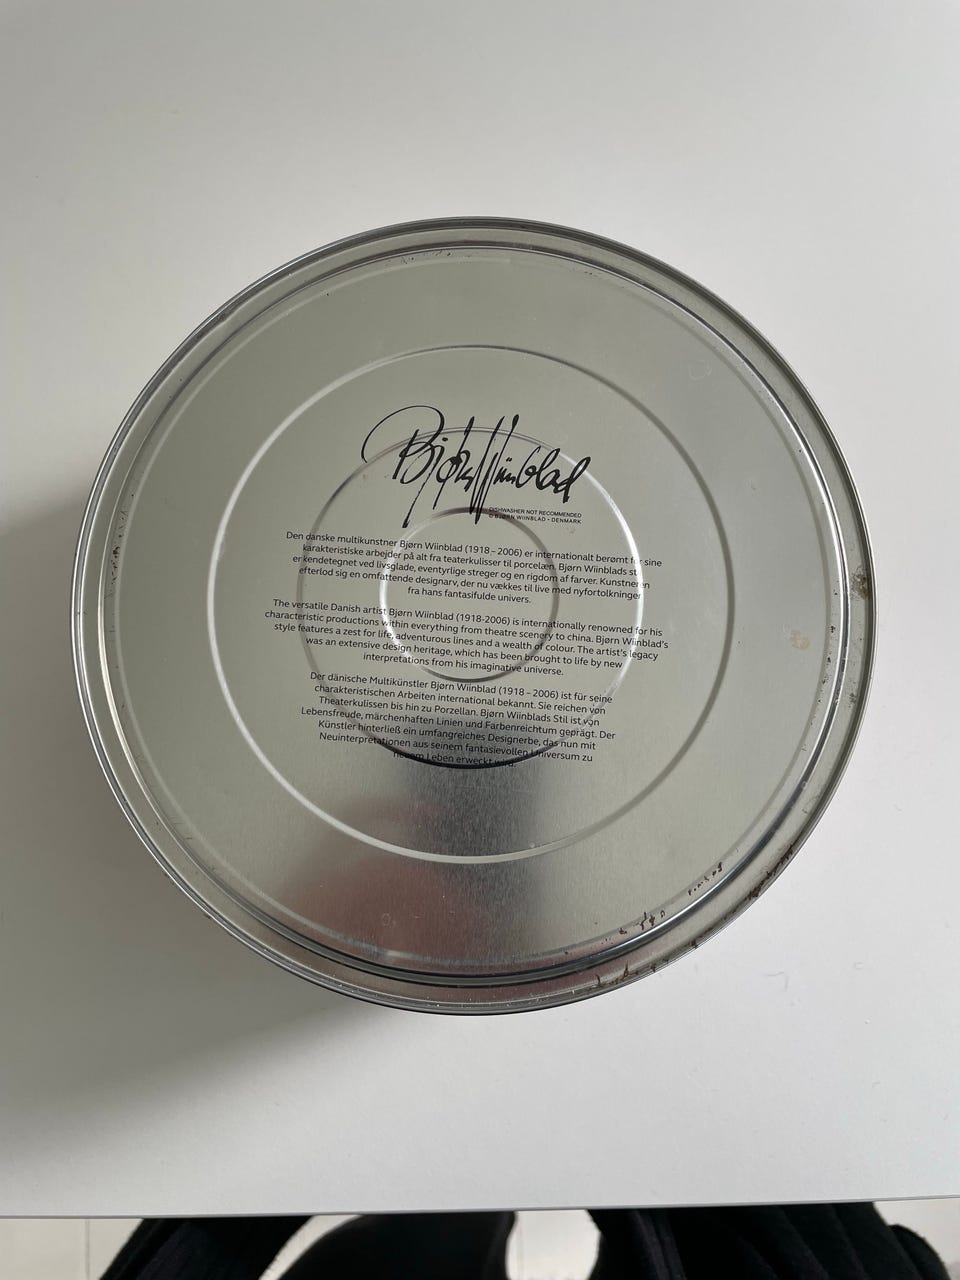 Bjørn Wiinblad
DISHWASHER NOT RECOMMENDED
© BJØRN WIINBLAD - DENMARK
Den danske multikunstner Bjørn Wiinblad (1918 – 2006) er internationalt berømt for sine
karakteristiske arbejder på alt fra teaterkulisser til porcelæn. Bjørn Wiinblads stil
er kendetegnet ved livsglade, eventyrlige streger og en rigdom af farver. Kunstneren
efterlod sig en omfattende designarv, der nu vækkes til live med nyfortolkninger
fra hans fantasifulde univers.
The versatile Danish artist Bjørn Wiinblad (1918-2006) is internationally renowned for his
characteristic productions within everything from theatre scenery to china. Bjørn Wiinblad's
style features a zest for life, adventurous lines and a wealth of colour. The artist's legacy
was an extensive design heritage, which has been brought to life by new
interpretations from his imaginative universe.
Der dänische Multikünstler Bjørn Wiinblad (1918 – 2006) ist für seine
charakteristischen Arbeiten international bekannt. Sie reichen von
Theaterkulissen bis hin zu Porzellan. Bjørn Wiinblads Stil ist von
Lebensfreude, märchenhaften Linien und Farbenreichtum geprägt. Der
Künstler hinterließ ein umfangreiches Designerbe, das nun mit
Neuinterpretationen aus seinem fantasievollen Universum zu
neuem Leben erweckt wird.